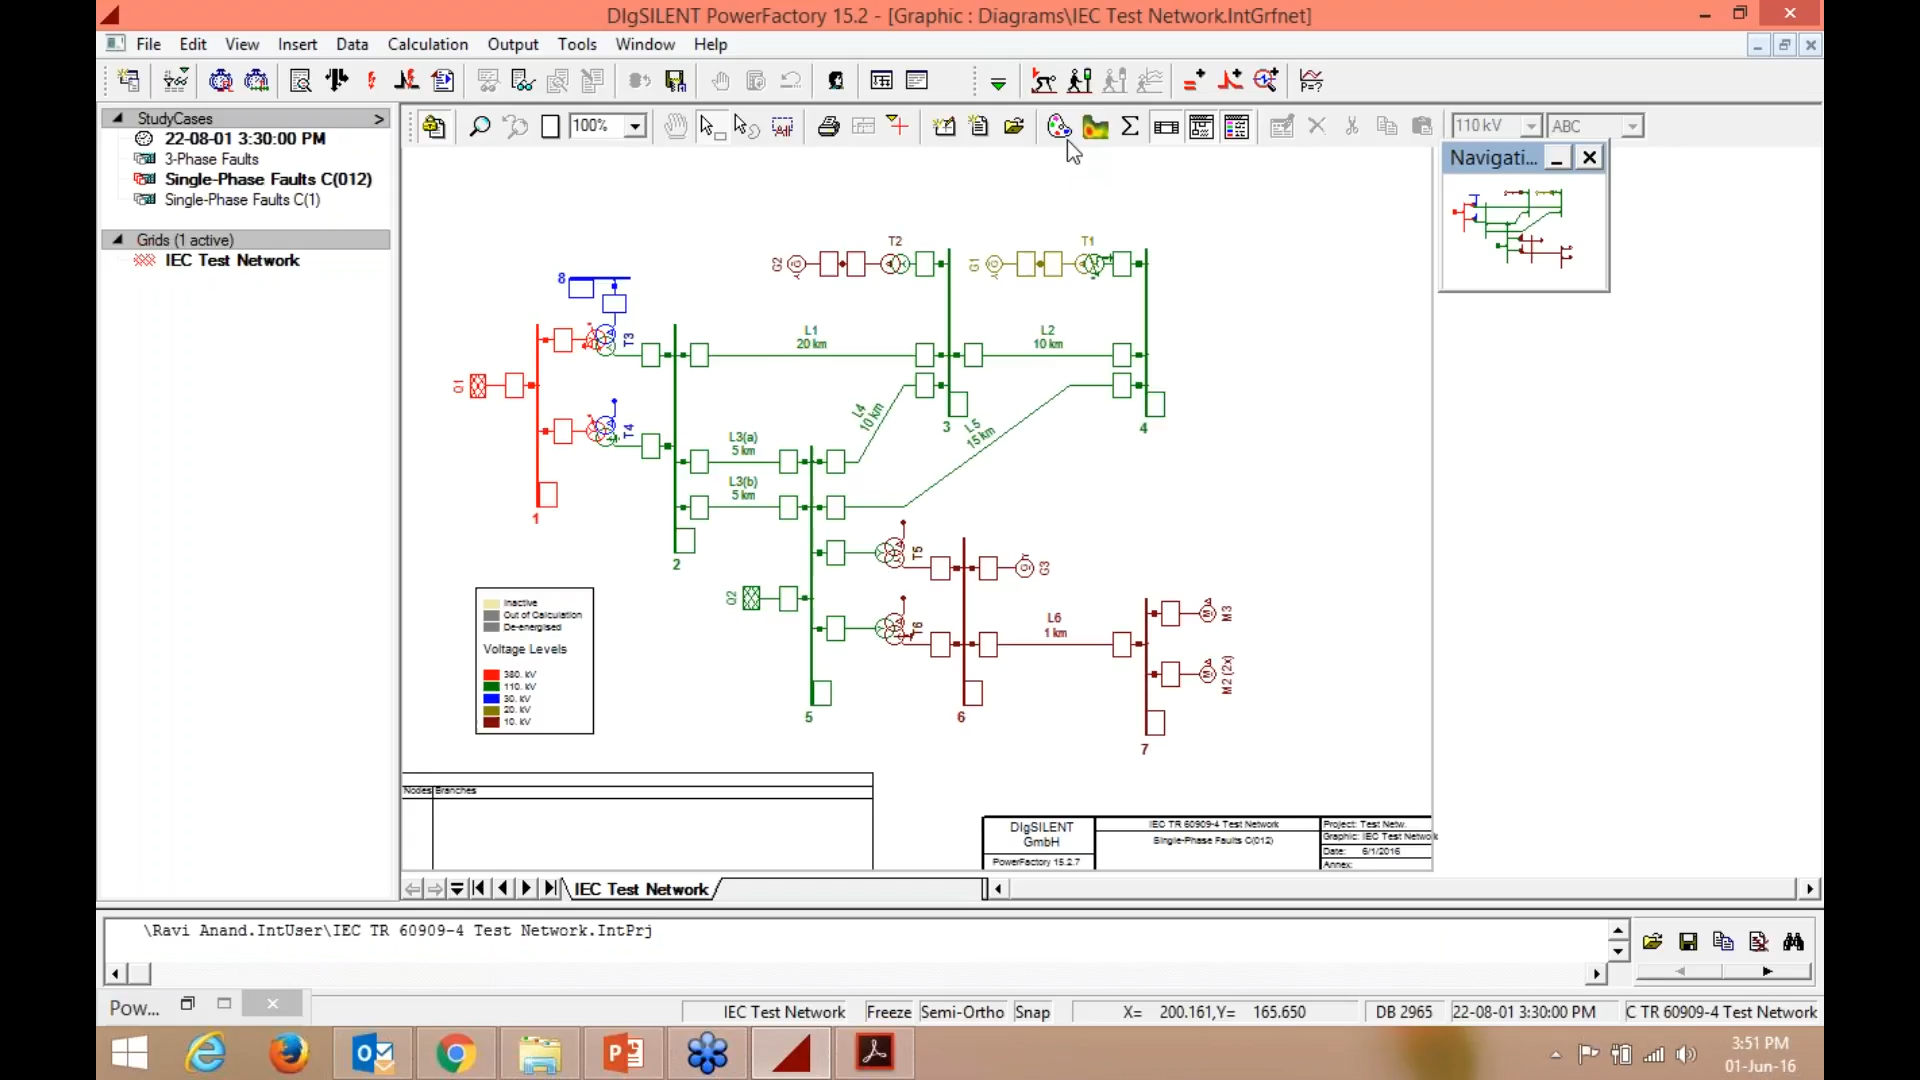 DIgSILENT PowerFactory 15.2 - [Graphic : Diagrams\IEC Test Network.IntGrfnet]
File Edit View Insert Data Calculation Output Tools Window Help
100%
110 kV
ABC
StudyCases >
22-08-01 3:30:00 PM
3-Phase Faults
Single-Phase Faults C(012)
Single-Phase Faults C(1)
Grids (1 active)
IEC Test Network
Navigati...
T2
T1
G2
G1
8
T3
L1
20 km
L2
10 km
Q1
T4
L4
10 km
L5
15 km
3
4
L3(a)
5 km
L3(b)
5 km
1
2
T5
G3
Q2
T6
L6
1 km
M3
M2 (2x)
5
6
7
Inactive
Out of Calculation
De-energised
Voltage Levels
380. kV
110. kV
30. kV
20. kV
10. kV
Nodes Branches
DIgSILENT
GmbH
PowerFactory 15.2.7
IEC TR 60909-4 Test Network
Single-Phase Faults C(012)
Project: Test Netw.
Graphic: IEC Test Network
Date: 6/1/2016
Annex:
IEC Test Network
\Ravi Anand.IntUser\IEC TR 60909-4 Test Network.IntPrj
Pow...
IEC Test Network Freeze Semi-Ortho Snap X= 200.161,Y= 165.650 DB 2965 22-08-01 3:30:00 PM C TR 60909-4 Test Network
3:51 PM
01-Jun-16